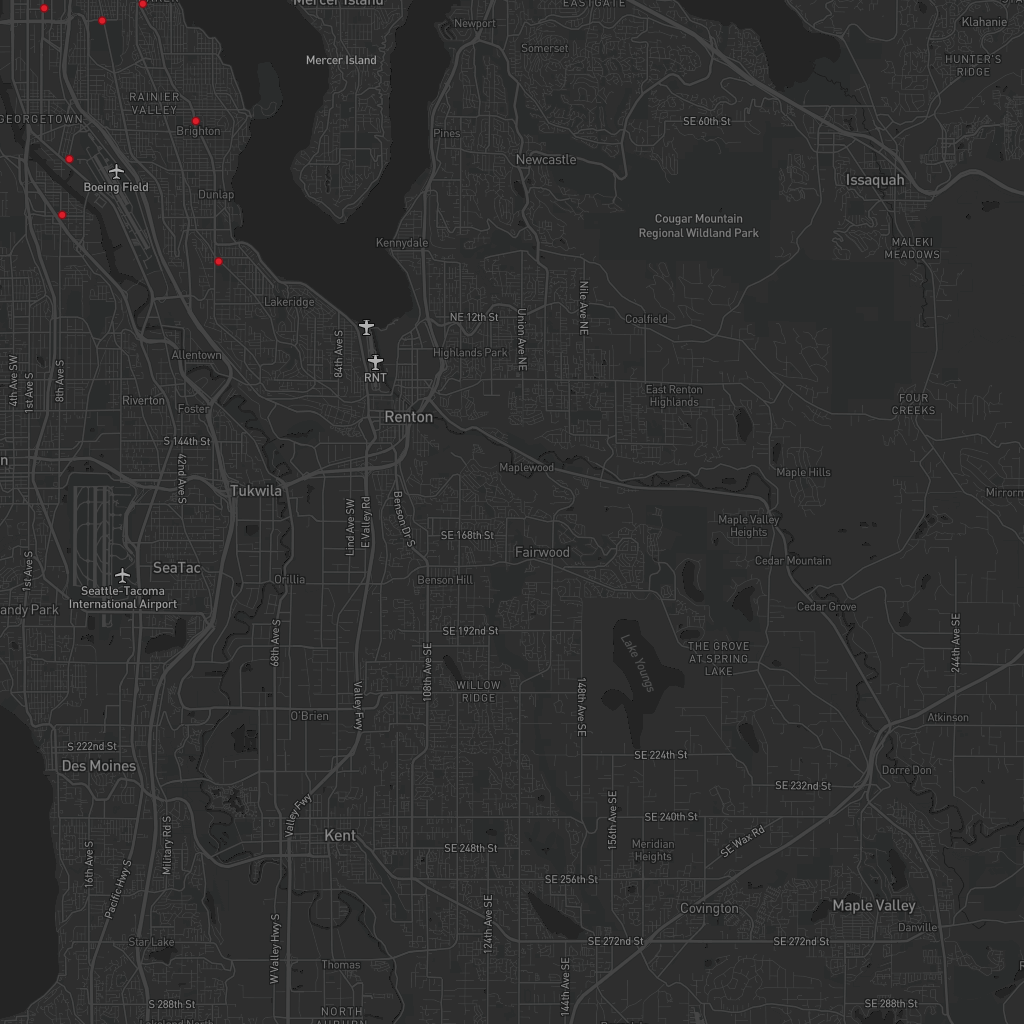 Mercer Island
EASTGATE
Newport
Klahanie
Somerset
Mercer Island
HUNTER'S
RIDGE
RAINIER
VALLEY
GEORGETOWN
SE 60th St
Brighton
Pines
Newcastle
Issaquah
Boeing Field
Dunlap
Cougar Mountain
Regional Wildland Park
Kennydale
MALEKI
MEADOWS
Lakeridge
Nile Ave NE
NE 12th St
Coalfield
Union Ave NE
84th Ave S
Highlands Park
Allentown
4th Ave SW
1st Ave S
8th Ave S
RNT
East Renton
Highlands
FOUR
CREEKS
Riverton
Foster
Renton
S 144th St
n
Maplewood
Maple Hills
42nd Ave S
Tukwila
Mirrorm
Benson Dr S
Lind Ave SW
E Valley Rd
Maple Valley
Heights
SE 168th St
Fairwood
Cedar Mountain
1st Ave S
SeaTac
Orillia
Benson Hill
Seattle-Tacoma
International Airport
andy Park
Cedar Grove
SE 192nd St
68th Ave S
244th Ave SE
THE GROVE
AT SPRING
LAKE
Lake Youngs
108th Ave SE
WILLOW
RIDGE
148th Ave SE
Valley Fwy
O'Brien
Atkinson
S 222nd St
SE 224th St
Des Moines
Dorre Don
SE 232nd St
Valley Fwy
156th Ave SE
SE 240th St
Kent
SE Wax Rd
Military Rd S
SE 248th St
Meridian
Heights
16th Ave S
Pacific Hwy S
SE 256th St
Covington
Maple Valley
124th Ave SE
Danville
Star Lake
W Valley Hwy S
SE 272nd St
SE 272nd St
Thomas
144th Ave SE
S 288th St
SE 288th St
NORTH
AUBURN
Lakeland North